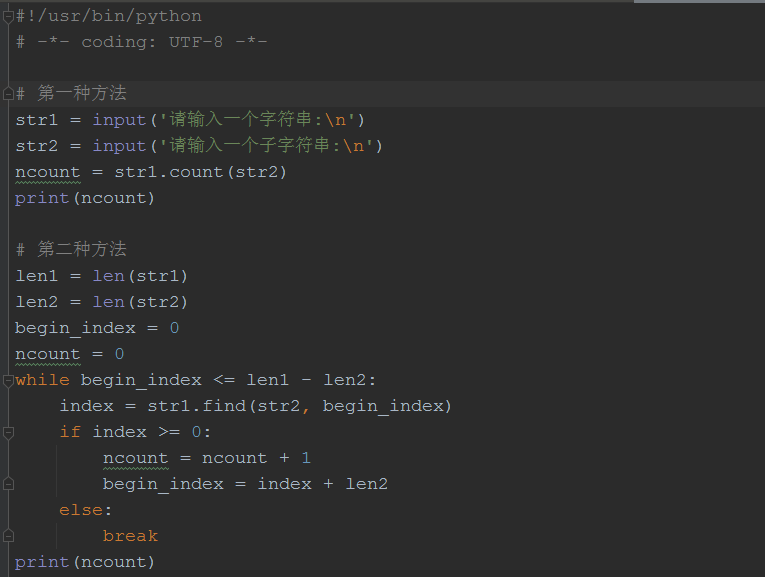 #!/usr/bin/python
# -*- coding: UTF-8 -*-
# 第一种方法
str1 = input('请输入一个字符串:\n')
str2 = input('请输入一个子字符串:\n')
ncount = str1.count(str2)
print(ncount)
# 第二种方法
len1 = len(str1)
len2 = len(str2)
begin_index = 0
ncount = 0
while begin_index <= len1 - len2:
    index = str1.find(str2, begin_index)
    if index >= 0:
        ncount = ncount + 1
        begin_index = index + len2
    else:
        break
print(ncount)